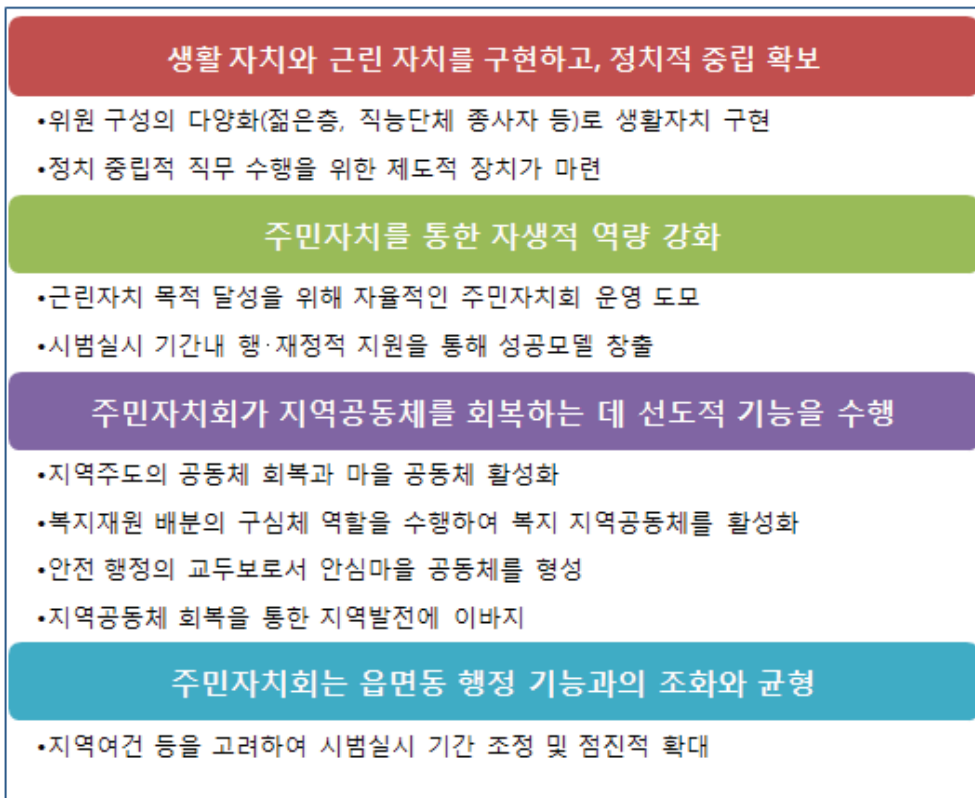 생활 자치와 근린 자치를 구현하고, 정치적 중립 확보
•위원 구성의 다양화(젊은층, 직능단체 종사자 등)로 생활자치 구현
•정치 중립적 직무 수행을 위한 제도적 장치가 마련
주민자치를 통한 자생적 역량 강화
•근린자치 목적 달성을 위해 자율적인 주민자치회 운영 도모
•시범실시 기간내 행·재정적 지원을 통해 성공모델 창출
주민자치회가 지역공동체를 회복하는 데 선도적 기능을 수행
•지역주도의 공동체 회복과 마을 공동체 활성화
•복지재원 배분의 구심체 역할을 수행하여 복지 지역공동체를 활성화
•안전 행정의 교두보로서 안심마을 공동체를 형성
•지역공동체 회복을 통한 지역발전에 이바지
주민자치회는 읍면동 행정 기능과의 조화와 균형
•지역여건 등을 고려하여 시범실시 기간 조정 및 점진적 확대